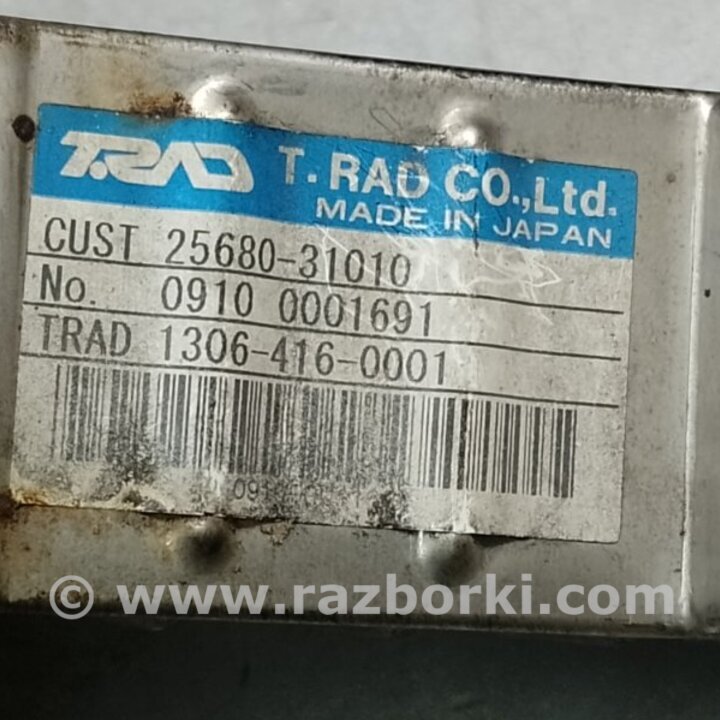 T.RAD T. RAD CO.,Ltd.
MADE IN JAPAN
CUST 25680-31010
No. 0910 0001691
TRAD 1306-416-0001
© www.razborki.com